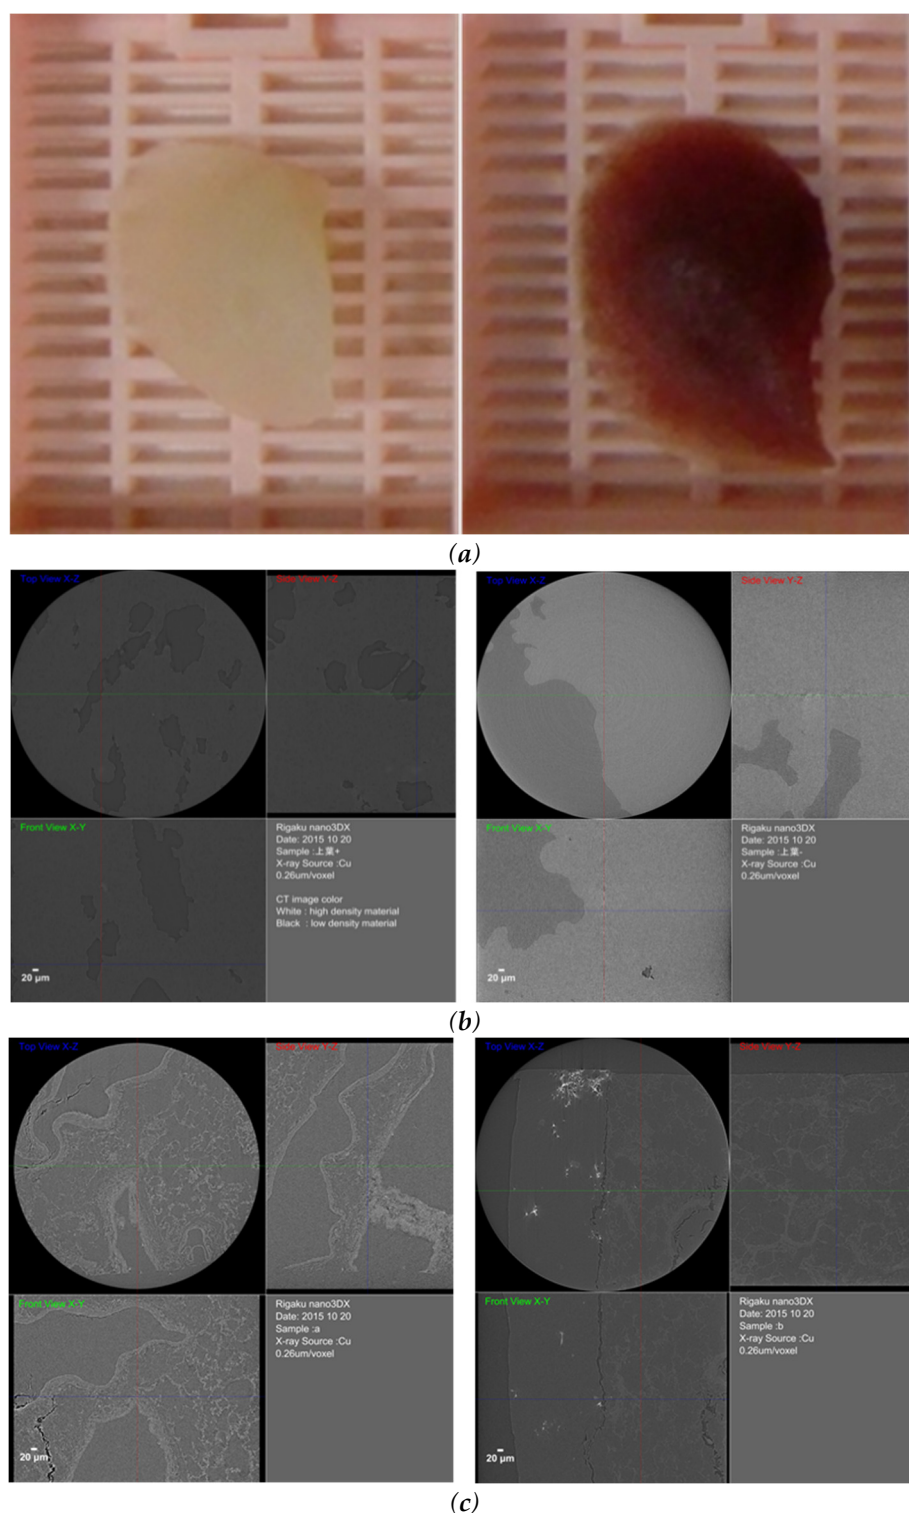 (a)
Top View X-Z
Side View Y-Z
Front View X-Y
20 μm
Rigaku nano3DX
Date: 2015 10 20
Sample :上葉+
X-ray Source :Cu
0.26um/voxel
CT image color
White : high density material
Black : low density material
Top View X-Z
Side View Y-Z
Front View X-Y
20 μm
Rigaku nano3DX
Date: 2015 10 20
Sample :上葉-
X-ray Source :Cu
0.26um/voxel
(b)
Top View X-Z
Side View Y-Z
Front View X-Y
20 μm
Rigaku nano3DX
Date: 2015 10 20
Sample :a
X-ray Source :Cu
0.26um/voxel
Top View X-Z
Side View Y-Z
Front View X-Y
20 μm
Rigaku nano3DX
Date: 2015 10 20
Sample :b
X-ray Source :Cu
0.26um/voxel
(c)